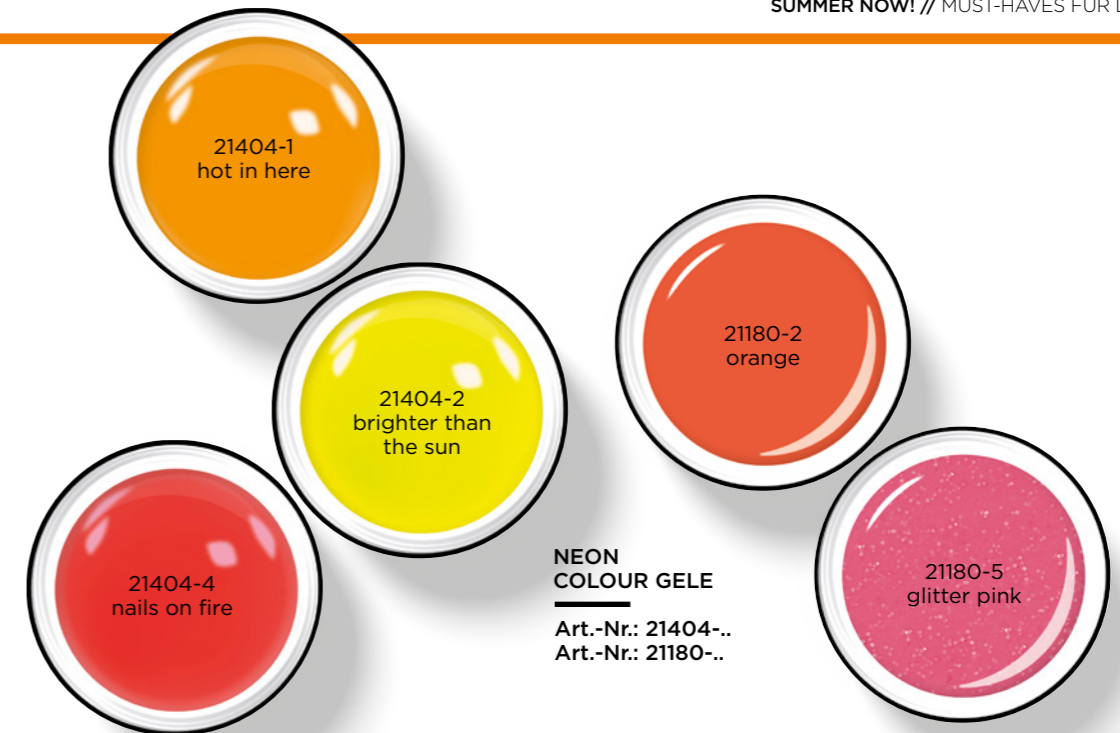 SUMMER NOW! // MUST-HAVES FÜR
21404-1
hot in here
21404-2
brighter than
the sun
21180-2
orange
21404-4
nails on fire
NEON
COLOUR GELE
Art.-Nr.: 21404-..
Art.-Nr.: 21180-..
21180-5
glitter pink